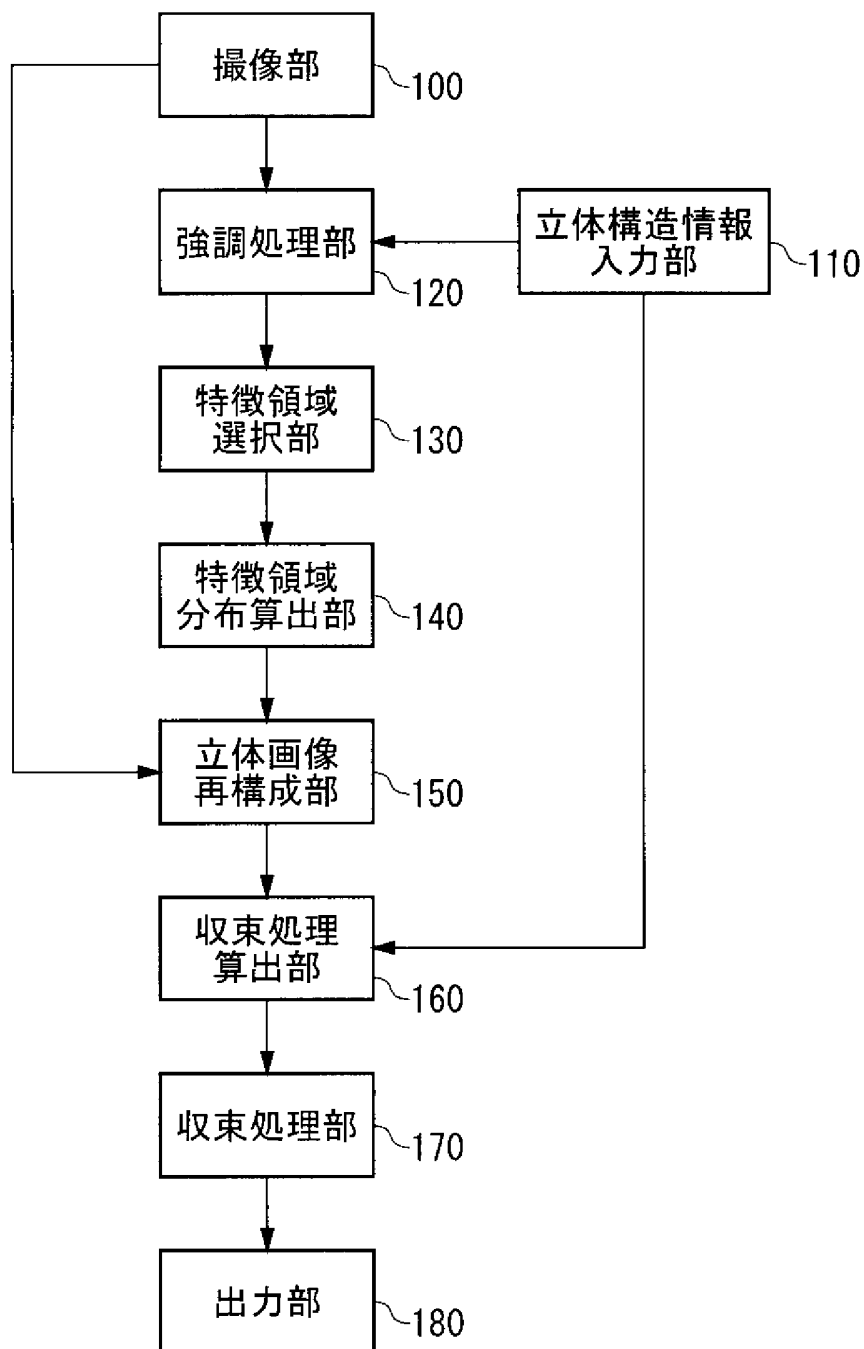 撮像部
100
強調処理部
120
立体構造情報
入力部
110
特徴領域
選択部
130
特徴領域
分布算出部
140
立体画像
再構成部
150
収束処理
算出部
160
収束処理部
170
出力部
180